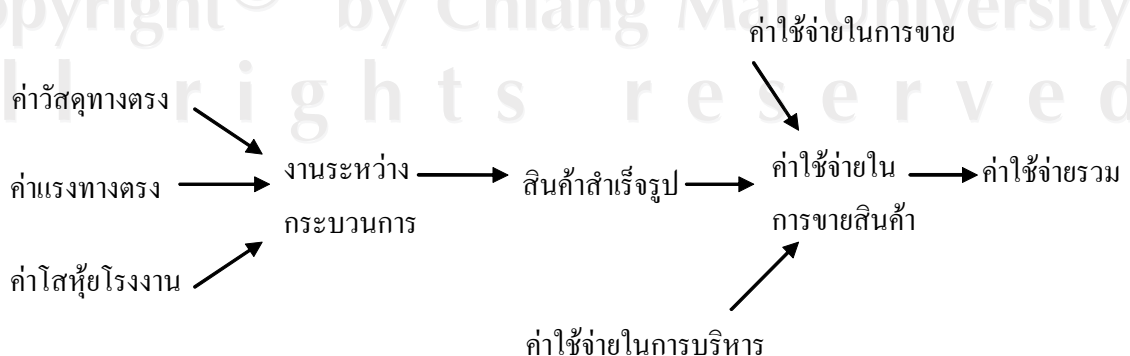 Copyright© by Chiang Mai University
All rights reserved
ค่าใช้จ่ายในการขาย
ค่าวัสดุทางตรง
ค่าแรงทางตรง
ค่าโสหุ้ยโรงงาน
งานระหว่าง
กระบวนการ
สินค้าสำเร็จรูป
ค่าใช้จ่ายใน
การขายสินค้า
ค่าใช้จ่ายรวม
ค่าใช้จ่ายในการบริหาร